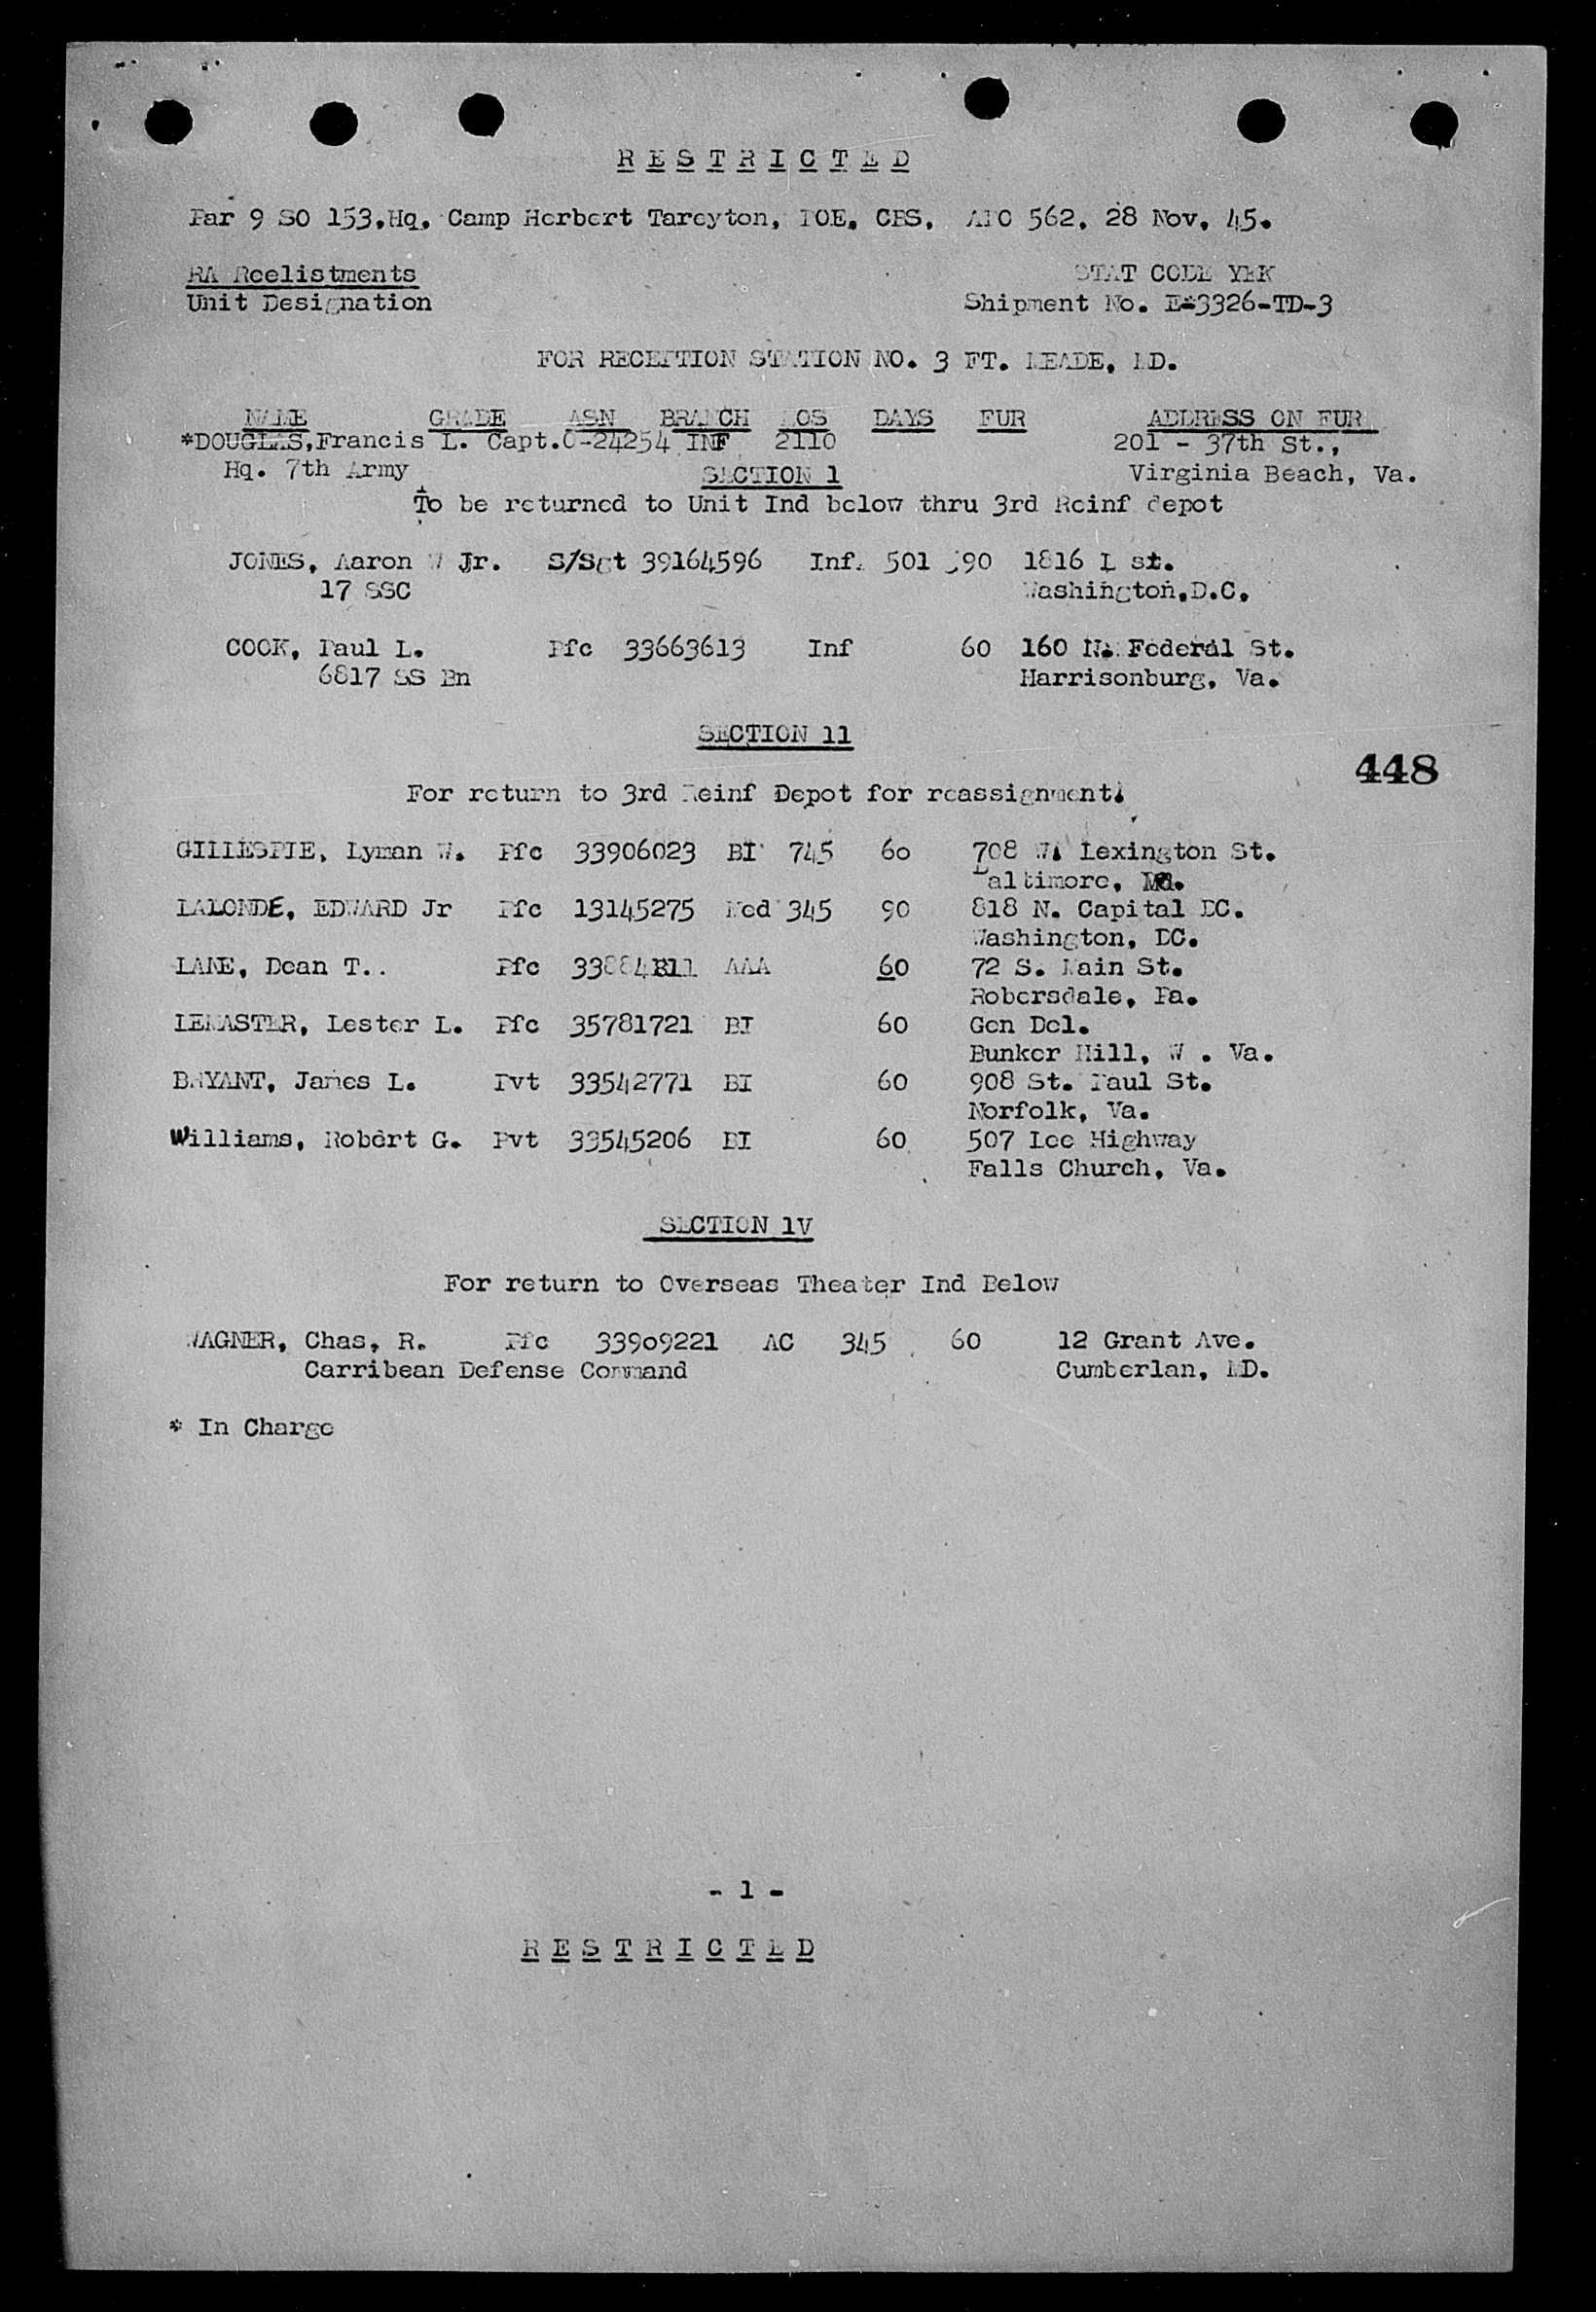 RESTRICTED
Par 9 SO 153, Hq, Camp Herbert Tareyton, POE, CBS, APO 562, 28 Nov, 45.
RA Reelistments STAT CODE YEK
Unit Designation Shipment No. E-3326-TD-3
FOR RECEPTION STATION NO. 3 FT. MEADE, MD.
NAME GRADE ASN BRANCH MOS DAYS FUR ADDRESS ON FUR
*DOUGLAS,Francis L. Capt.O-24254 INF 2110 201 - 37th St.,
Hq. 7th Army SECTION 1 Virginia Beach, Va.
To be returned to Unit Ind below thru 3rd Reinf depot
JONES, Aaron W Jr. S/Sgt 39164596 Inf. 501 90 1816 L st.
17 SSC Washington,D.C.
COOK, Paul L. Pfc 33663613 Inf 60 160 N. Federal St.
6817 SS Bn Harrisonburg, Va.
SECTION 11
448
For return to 3rd Reinf Depot for reassignment.
GILLESPIE, Lyman W. Pfc 33906023 BI 745 60 708 W. Lexington St.
Baltimore, Md.
LALONDE, EDWARD Jr Pfc 13145275 Med 345 90 818 N. Capital DC.
Washington, DC.
LANE, Dean T.. Pfc AAA 60 72 S. Main St.
Robersdale, Pa.
LEMASTER, Lester L. Pfc 35781721 BI 60 Gen Del.
Bunker Hill, W . Va.
BRYANT, James L. Pvt 33542771 BI 60 908 St. Paul St.
Norfolk, Va.
Williams, Robert G. Pvt 33545206 BI 60 507 Lee Highway
Falls Church, Va.
SECTION 1V
For return to Overseas Theater Ind Below
WAGNER, Chas, R. Pfc 33909221 AC 345 60 12 Grant Ave.
Carribean Defense Command Cumberlan, MD.
* In Charge
- 1 -
RESTRICTED